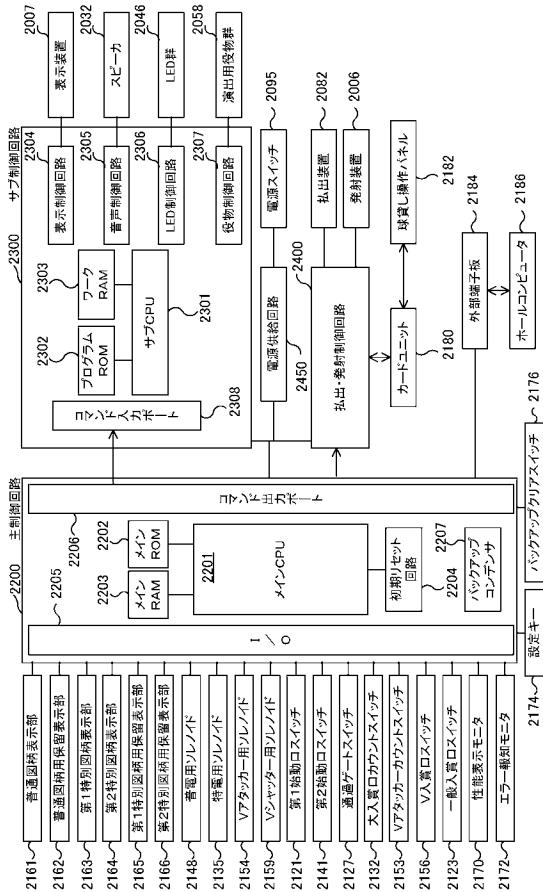 2200
主制御回路
2205
I/O
2206
コマンド出力ポート
2203
メイン
RAM
2202
メイン
ROM
2201
メインCPU
初期リセット
回路
2204
2207
バックアップ
コンデンサ
2174
設定キー
バックアップクリアスイッチ
2176
2161
普通図柄表示部
2162
普通図柄用保留表示部
2163
第1特別図柄表示部
2164
第2特別図柄表示部
2165
第1特別図柄用保留表示部
2166
第2特別図柄用保留表示部
2148
普電用ソレノイド
2135
特電用ソレノイド
2154
Vアタッカー用ソレノイド
2159
Vシャッター用ソレノイド
2121
第1始動口スイッチ
2141
第2始動口スイッチ
2127
通過ゲートスイッチ
2132
大入賞口カウントスイッチ
2153
Vアタッカーカウントスイッチ
2156
V入賞口スイッチ
2123
一般入賞口スイッチ
2170
性能表示モニタ
2172
エラー報知モニタ
2300
サブ制御回路
コマンド入力ポート
2308
2302
プログラム
ROM
2303
ワーク
RAM
サブCPU
2301
2304
表示制御回路
2305
音声制御回路
2306
LED制御回路
2307
役物制御回路
表示装置
2007
スピーカ
2032
LED群
2046
演出用役物群
2058
電源供給回路
2450
電源スイッチ
2095
払出・発射制御回路
2400
払出装置
2082
発射装置
2006
カードユニット
2180
球貸し操作パネル
2182
外部端子板
2184
ホールコンピュータ
2186